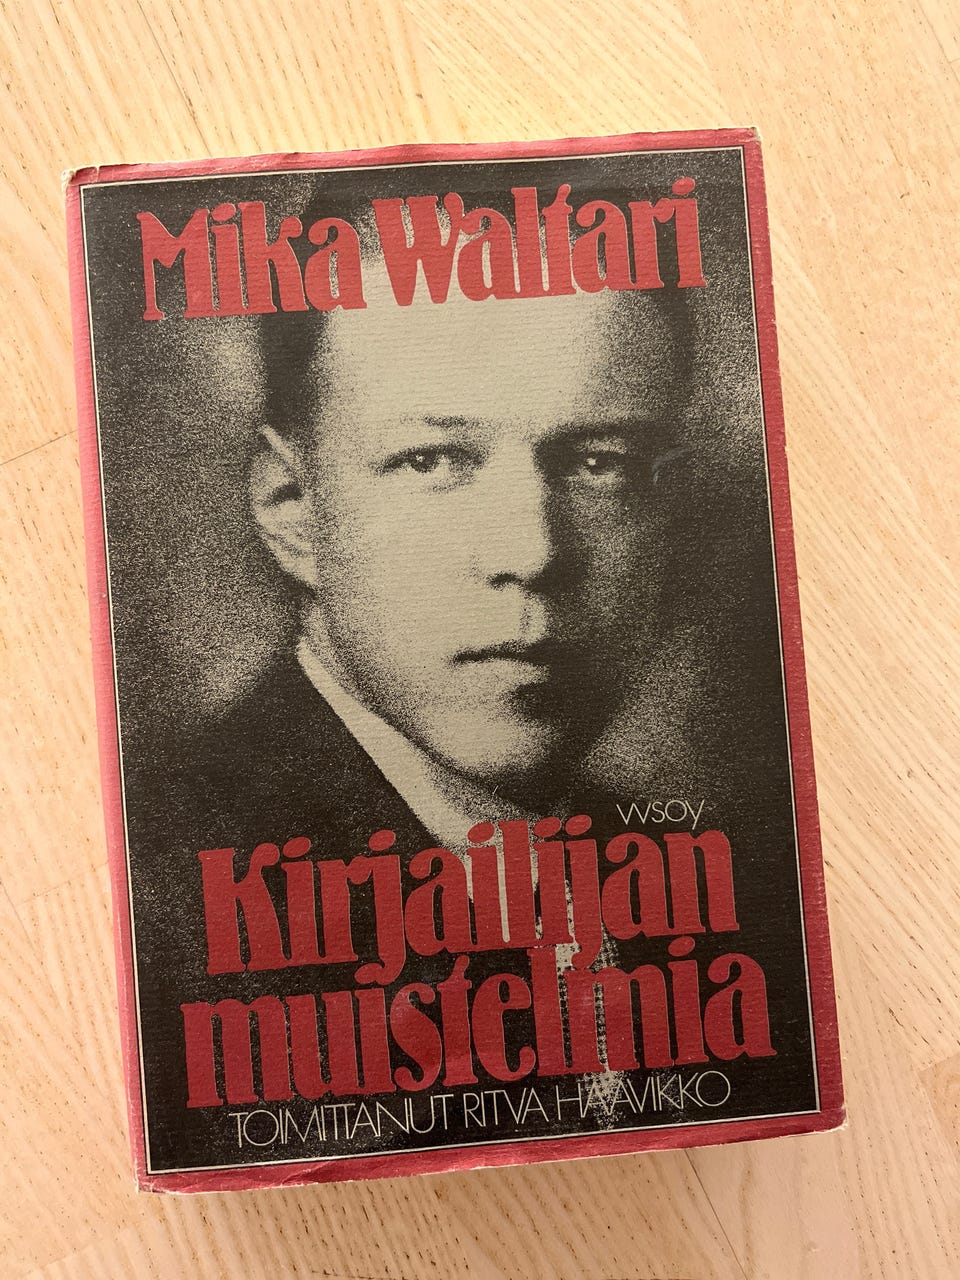 Mika Waltari
WSOY
Kirjailijan
muistelmia
TOIMITTANUT RITVA HAAVIKKO